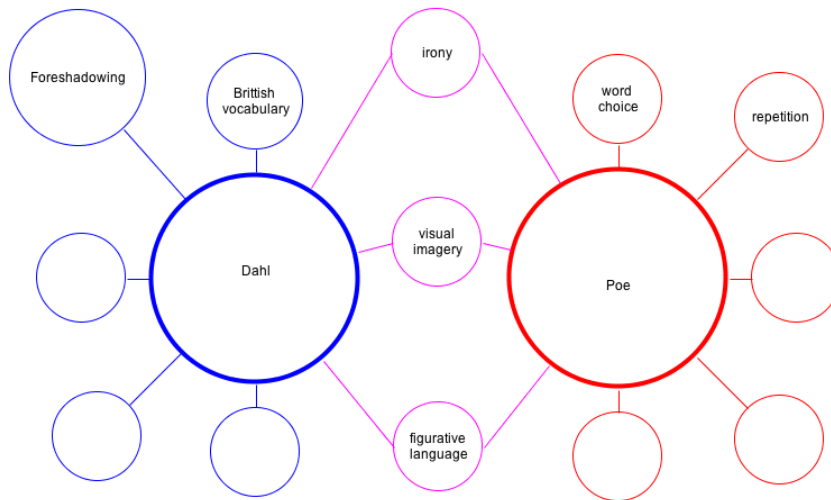 irony
Foreshadowing
Brittish
vocabulary
word
choice
repetition
visual
imagery
Dahl
Poe
figurative
language